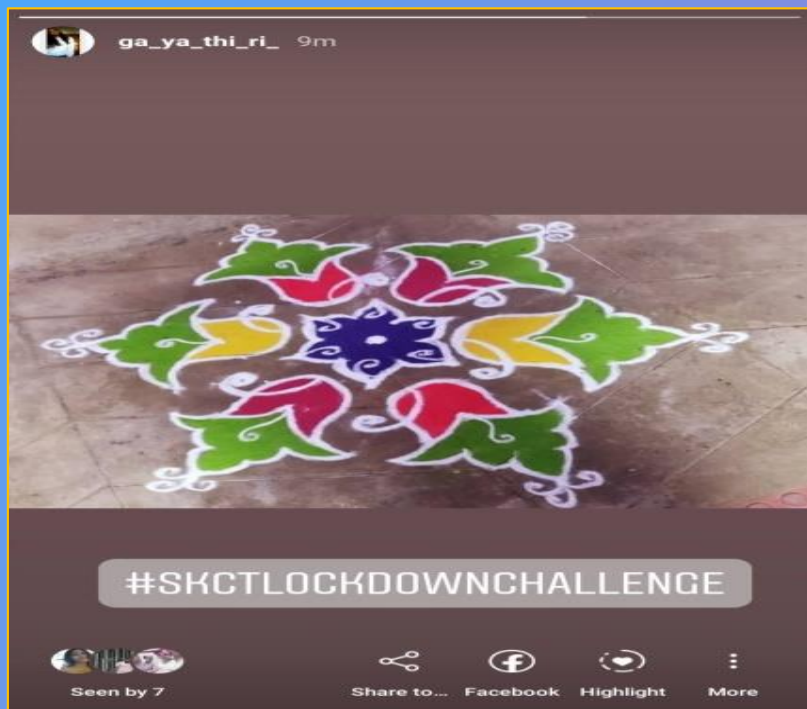 ga_ya_thi_ri_ 9m
#SKCTLOCKDOWNCHALLENGE
Seen by 7 Share to... Facebook Highlight More